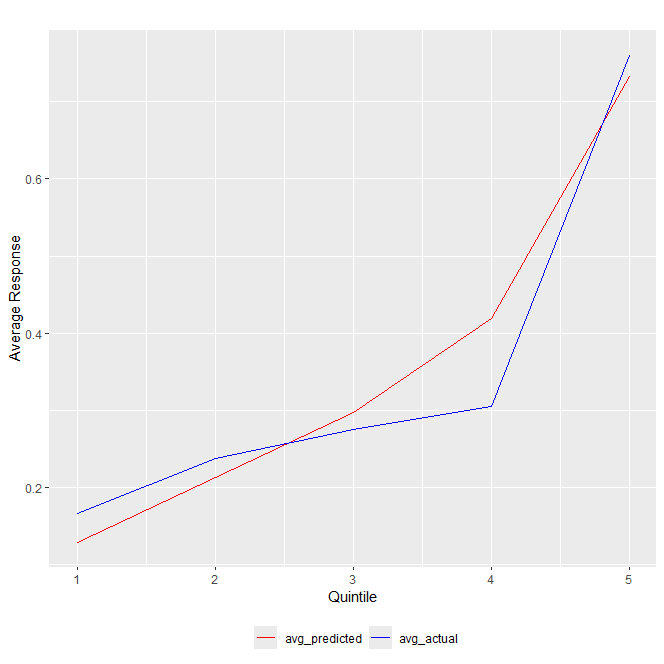 Average Response
0.6
0.4
0.2
1 2 3 4 5
Quintile
avg_predicted avg_actual